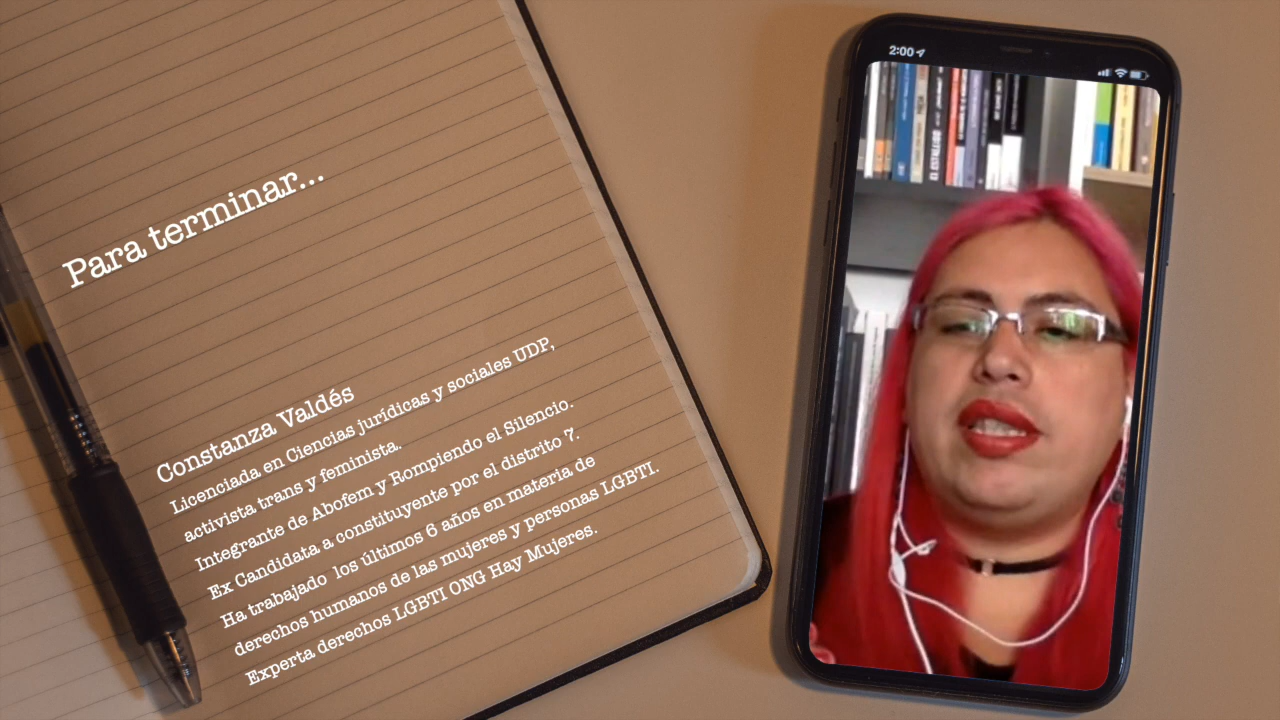 2:00
Para terminar...
Constanza Valdés
Licenciada en Ciencias jurídicas y sociales UDP,
activista trans y feminista.
Integrante de Abofem y Rompiendo el Silencio.
Ex Candidata a constituyente por el distrito 7.
Ha trabajado los últimos 6 años en materia de
derechos humanos de las mujeres y personas LGBTI.
Experta derechos LGBTI ONG Hay Mujeres.